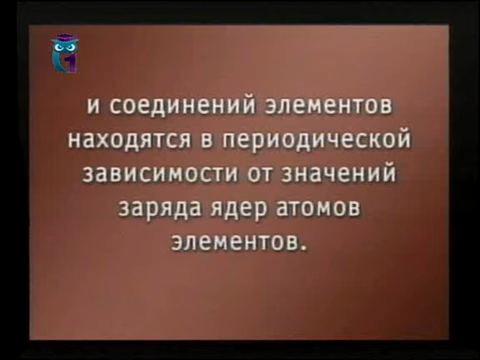 и соединений элементов
находятся в периодической
зависимости от значений
заряда ядер атомов
элементов.